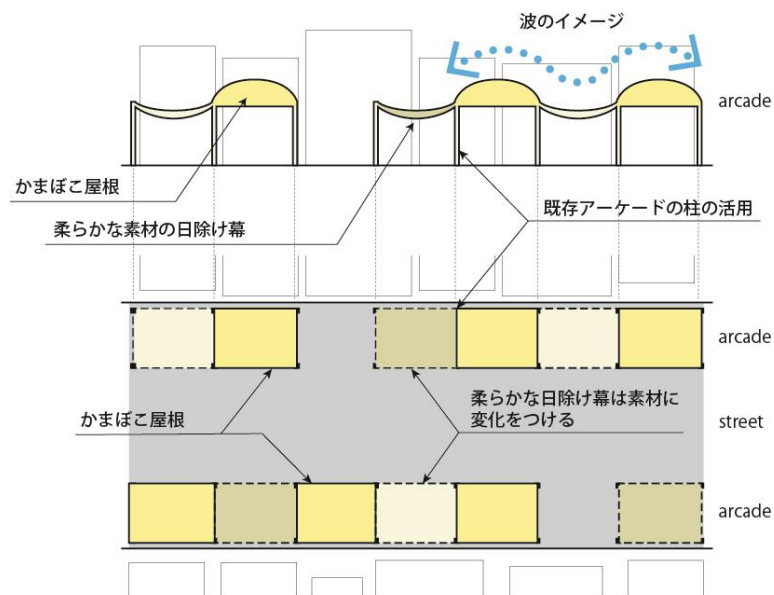 波のイメージ
arcade
かまぼこ屋根
既存アーケードの柱の活用
柔らかな素材の日除け幕
arcade
柔らかな日除け幕は素材に
変化をつける
かまぼこ屋根
street
arcade